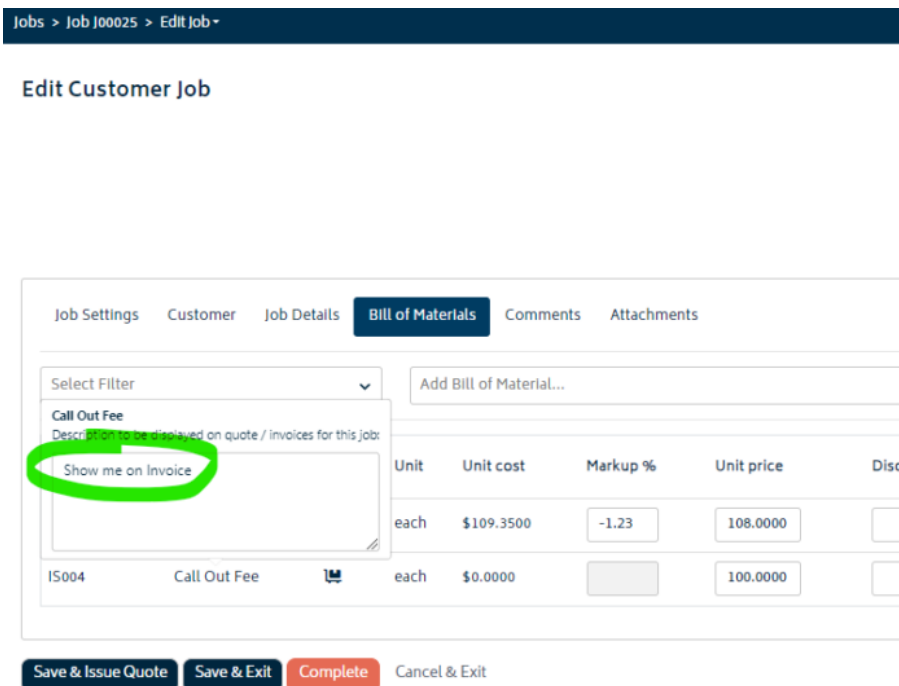 Jobs > Job J00025 > Edit Job
Edit Customer Job
Job Settings Customer Job Details Bill of Materials Comments Attachments
Select Filter Add Bill of Material...
Call Out Fee
Description to be displayed on quote / invoices for this job:
Show me on Invoice
Unit Unit cost Markup % Unit price
each $109.3500 -1.23 108.0000
IS004 Call Out Fee each $0.0000 100.0000
Save & Issue Quote Save & Exit Complete Cancel & Exit